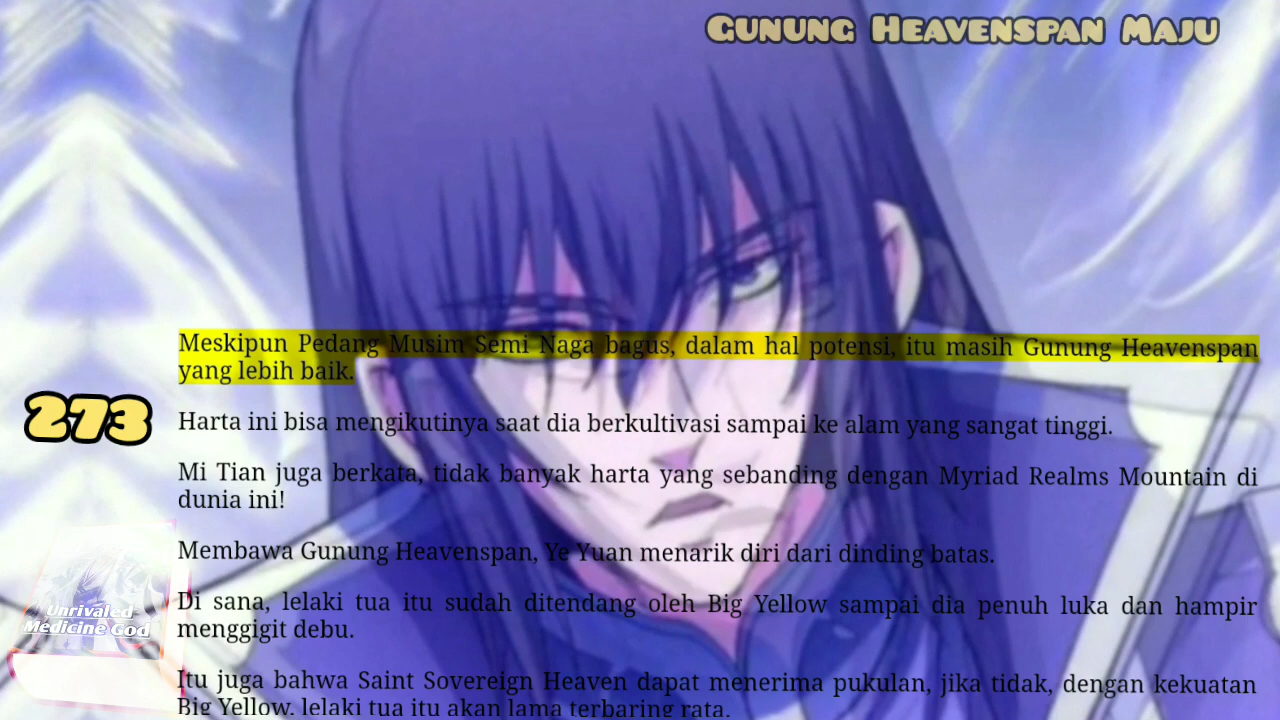 Gunung Heavenspan Maju
Meskipun Pedang Musim Semi Naga bagus, dalam hal potensi, itu masih Gunung Heavenspan
yang lebih baik.
273
Harta ini bisa mengikutinya saat dia berkultivasi sampai ke alam yang sangat tinggi.
Mi Tian juga berkata, tidak banyak harta yang sebanding dengan Myriad Realms Mountain di
dunia ini!
Membawa Gunung Heavenspan, Ye Yuan menarik diri dari dinding batas.
Di sana, lelaki tua itu sudah ditendang oleh Big Yellow sampai dia penuh luka dan hampir
menggigit debu.
Unrivaled
Medicine God
Itu juga bahwa Saint Sovereign Heaven dapat menerima pukulan, jika tidak, dengan kekuatan
Big Yellow, lelaki tua itu akan lama terbaring rata.